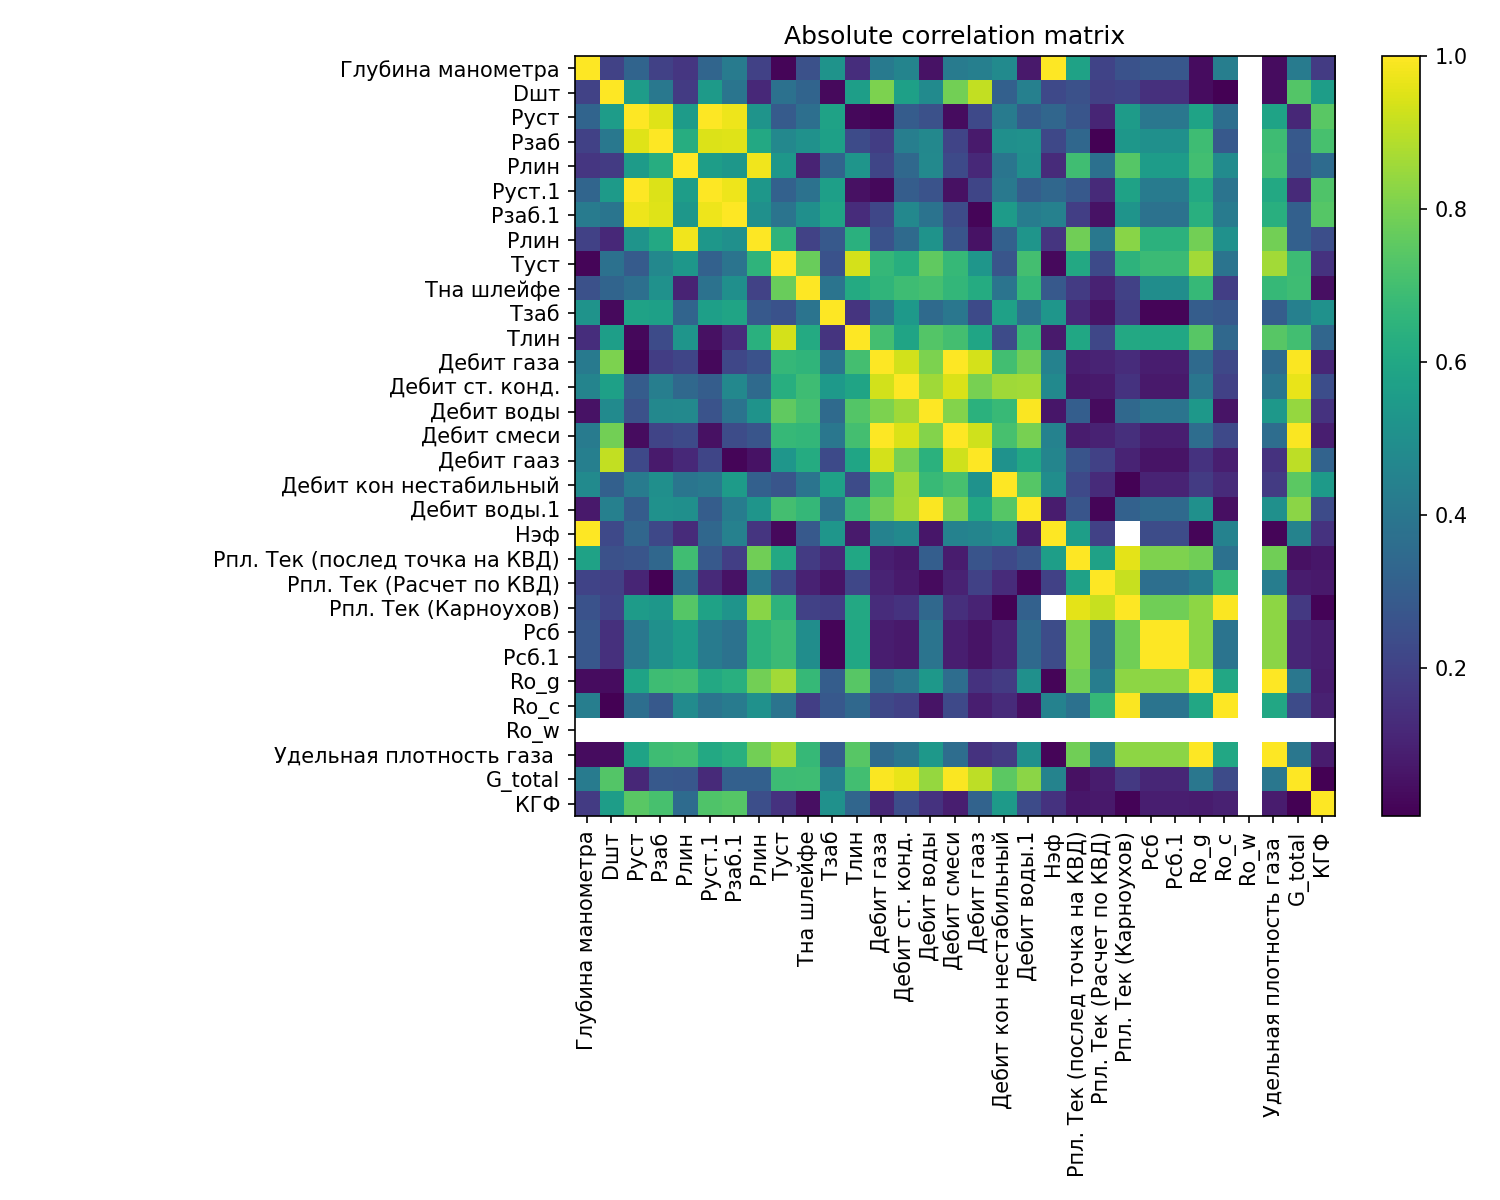 Absolute correlation matrix
Глубина манометра
Dшт
Руст
Рзаб
Рлин
Руст.1
Рзаб.1
Рлин
Туст
Тна шлейфе
Тзаб
Тлин
Дебит газа
Дебит ст. конд.
Дебит воды
Дебит смеси
Дебит гааз
Дебит кон нестабильный
Дебит воды.1
Нэф
Рпл. Тек (послед точка на КВД)
Рпл. Тек (Расчет по КВД)
Рпл. Тек (Карноухов)
Рсб
Рсб.1
Ro_g
Ro_c
Ro_w
Удельная плотность газа
G_total
КГФ
Глубина манометра
Dшт
Руст
Рзаб
Рлин
Руст.1
Рзаб.1
Рлин
Туст
Тна шлейфе
Тзаб
Тлин
Дебит газа
Дебит ст. конд.
Дебит воды
Дебит смеси
Дебит гааз
Дебит кон нестабильный
Дебит воды.1
Нэф
Рпл. Тек (послед точка на КВД)
Рпл. Тек (Расчет по КВД)
Рпл. Тек (Карноухов)
Рсб
Рсб.1
Ro_g
Ro_c
Ro_w
Удельная плотность газа
G_total
КГФ
1.0
0.8
0.6
0.4
0.2